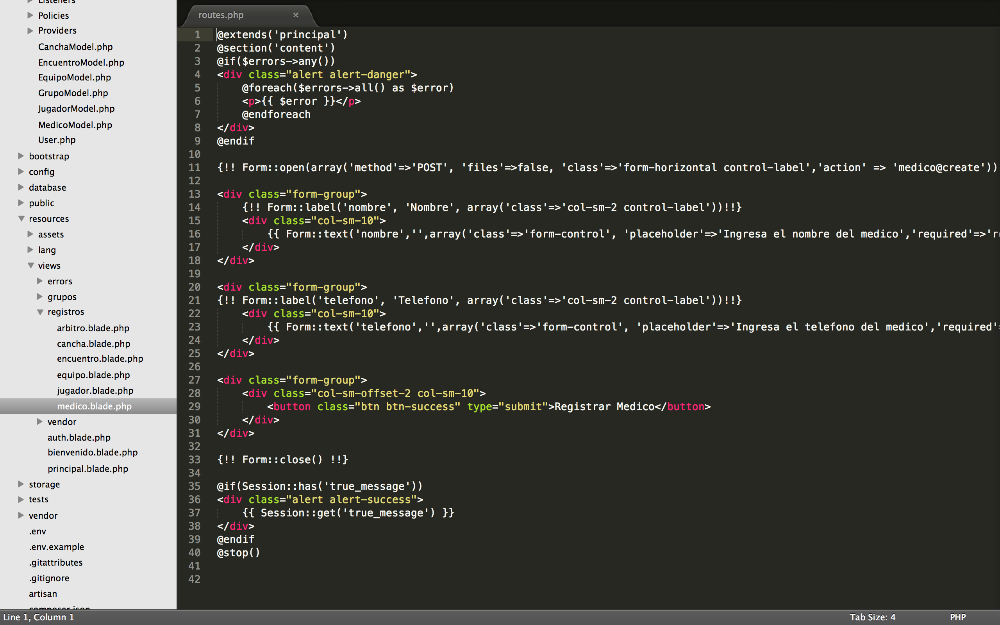 Listeners
Policies
Providers
CanchaModel.php
EncuentroModel.php
EquipoModel.php
GrupoModel.php
JugadorModel.php
MedicoModel.php
User.php
bootstrap
config
database
public
resources
assets
lang
views
errors
grupos
registros
arbitro.blade.php
cancha.blade.php
encuentro.blade.php
equipo.blade.php
jugador.blade.php
medico.blade.php
vendor
auth.blade.php
bienvenido.blade.php
principal.blade.php
storage
tests
vendor
.env
.env.example
.gitattributes
.gitignore
artisan
composer.json
routes.php ×
1 @extends('principal')
2 @section('content')
3 @if($errors->any())
4 <div class="alert alert-danger">
5     @foreach($errors->all() as $error)
6     <p>{{ $error }}</p>
7     @endforeach
8 </div>
9 @endif
10
11 {!! Form::open(array('method'=>'POST', 'files'=>false, 'class'=>'form-horizontal control-label','action' => 'medico@create'))
12
13 <div class="form-group">
14     {!! Form::label('nombre', 'Nombre', array('class'=>'col-sm-2 control-label'))!!}
15     <div class="col-sm-10">
16         {{ Form::text('nombre','',array('class'=>'form-control', 'placeholder'=>'Ingresa el nombre del medico','required'=>'r
17     </div>
18 </div>
19
20 <div class="form-group">
21 {!! Form::label('telefono', 'Telefono', array('class'=>'col-sm-2 control-label'))!!}
22     <div class="col-sm-10">
23         {{ Form::text('telefono','',array('class'=>'form-control', 'placeholder'=>'Ingresa el telefono del medico','required'
24     </div>
25 </div>
26
27 <div class="form-group">
28     <div class="col-sm-offset-2 col-sm-10">
29         <button class="btn btn-success" type="submit">Registrar Medico</button>
30     </div>
31 </div>
32
33 {!! Form::close() !!}
34
35 @if(Session::has('true_message'))
36 <div class="alert alert-success">
37     {{ Session::get('true_message') }}
38 </div>
39 @endif
40 @stop()
41
42
Line 1, Column 1
Tab Size: 4
PHP